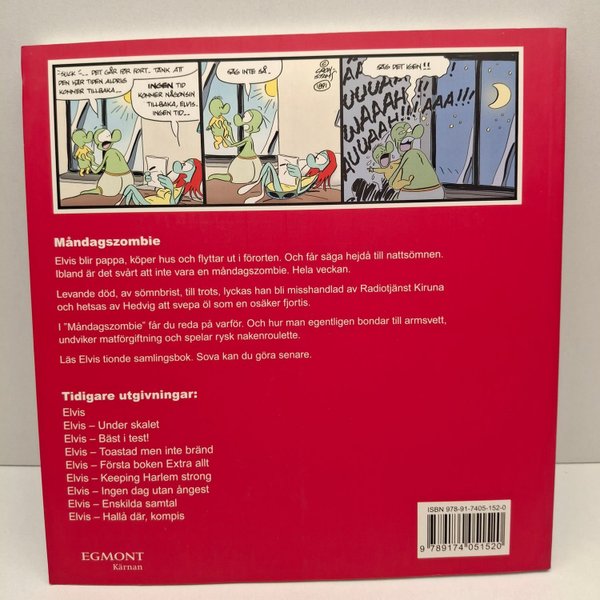 SUCK... DET GÅR FÖR FORT. TÄNK ATT
DEN HÄR TIDEN ALDRIG
KOMMER TILLBAKA...
INGEN TID
KOMMER NÅGONSIN
TILLBAKA, ELVIS.
INGEN TID...
SÄG INTE SÅ..
SÄG DET IGEN!!
Måndagszombie
Elvis blir pappa, köper hus och flyttar ut i förorten. Och får säga hejdå till nattsömnen.
Ibland är det svårt att inte vara en måndagszombie. Hela veckan.
Levande död, av sömnbrist, till trots, lyckas han bli misshandlad av Radiotjänst Kiruna
och hetsas av Hedvig att svepa öl som en osäker fjortis.
I ”Måndagszombie” får du reda på varför. Och hur man egentligen bondar till armsvett,
undviker matförgiftning och spelar rysk nakenroulette.
Läs Elvis tionde samlingsbok. Sova kan du göra senare.
Tidigare utgivningar:
Elvis
Elvis – Under skalet
Elvis – Bäst i test!
Elvis – Toastad men inte bränd
Elvis – Första boken Extra allt
Elvis – Keeping Harlem strong
Elvis – Ingen dag utan ångest
Elvis – Enskilda samtal
Elvis – Hallå där, kompis
ISBN 978-91-7405-152-0
9 789174 051520
EGMONT
Kärnan